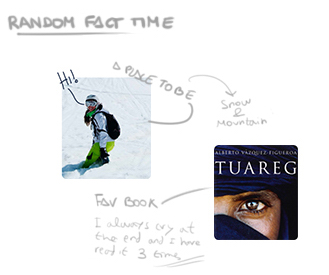 RANDOM FACT TIME
Hi!
A PLACE TO BE
Snow
&
Mountain
ALBERTO VÁZQUEZ-FIGUEROA
TUAREG
FAV BOOK
I always cry at
the end and I have
read it 3 times